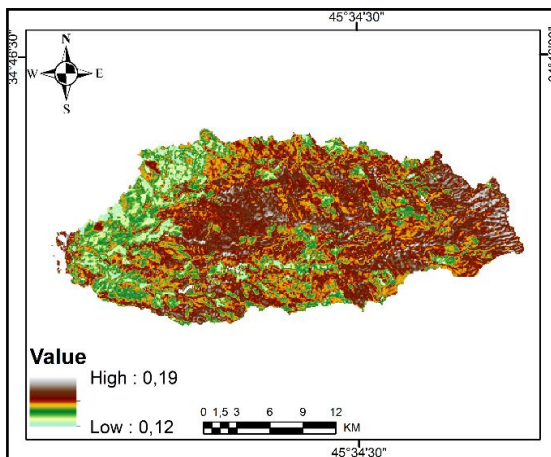 45°34'30"
34°46'30"
N
W E
S
Value
High : 0,19
Low : 0,12
0 1,5 3 6 9 12
KM
45°34'30"